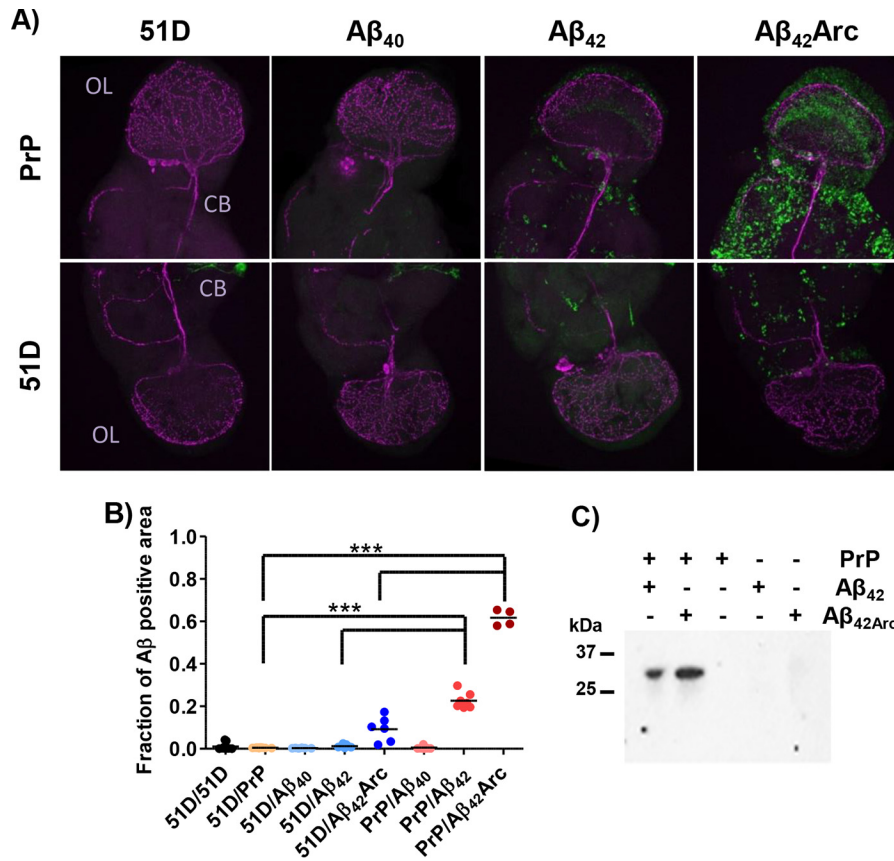 A)
51D Aβ₄₀ Aβ₄₂ Aβ₄₂Arc
PrP
OL
CB
51D
CB
OL
B)
Fraction of Aβ positive area
1.0
0.8
0.6
0.4
0.2
0.0
***
***
51D/51D
51D/PrP
51D/Aβ₄₀
51D/Aβ₄₂
51D/Aβ₄₂Arc
PrP/Aβ₄₀
PrP/Aβ₄₂
PrP/Aβ₄₂Arc
C)
+ + + - - PrP
+ - - + - Aβ₄₂
- + - - + Aβ₄₂Arc
kDa
37
25